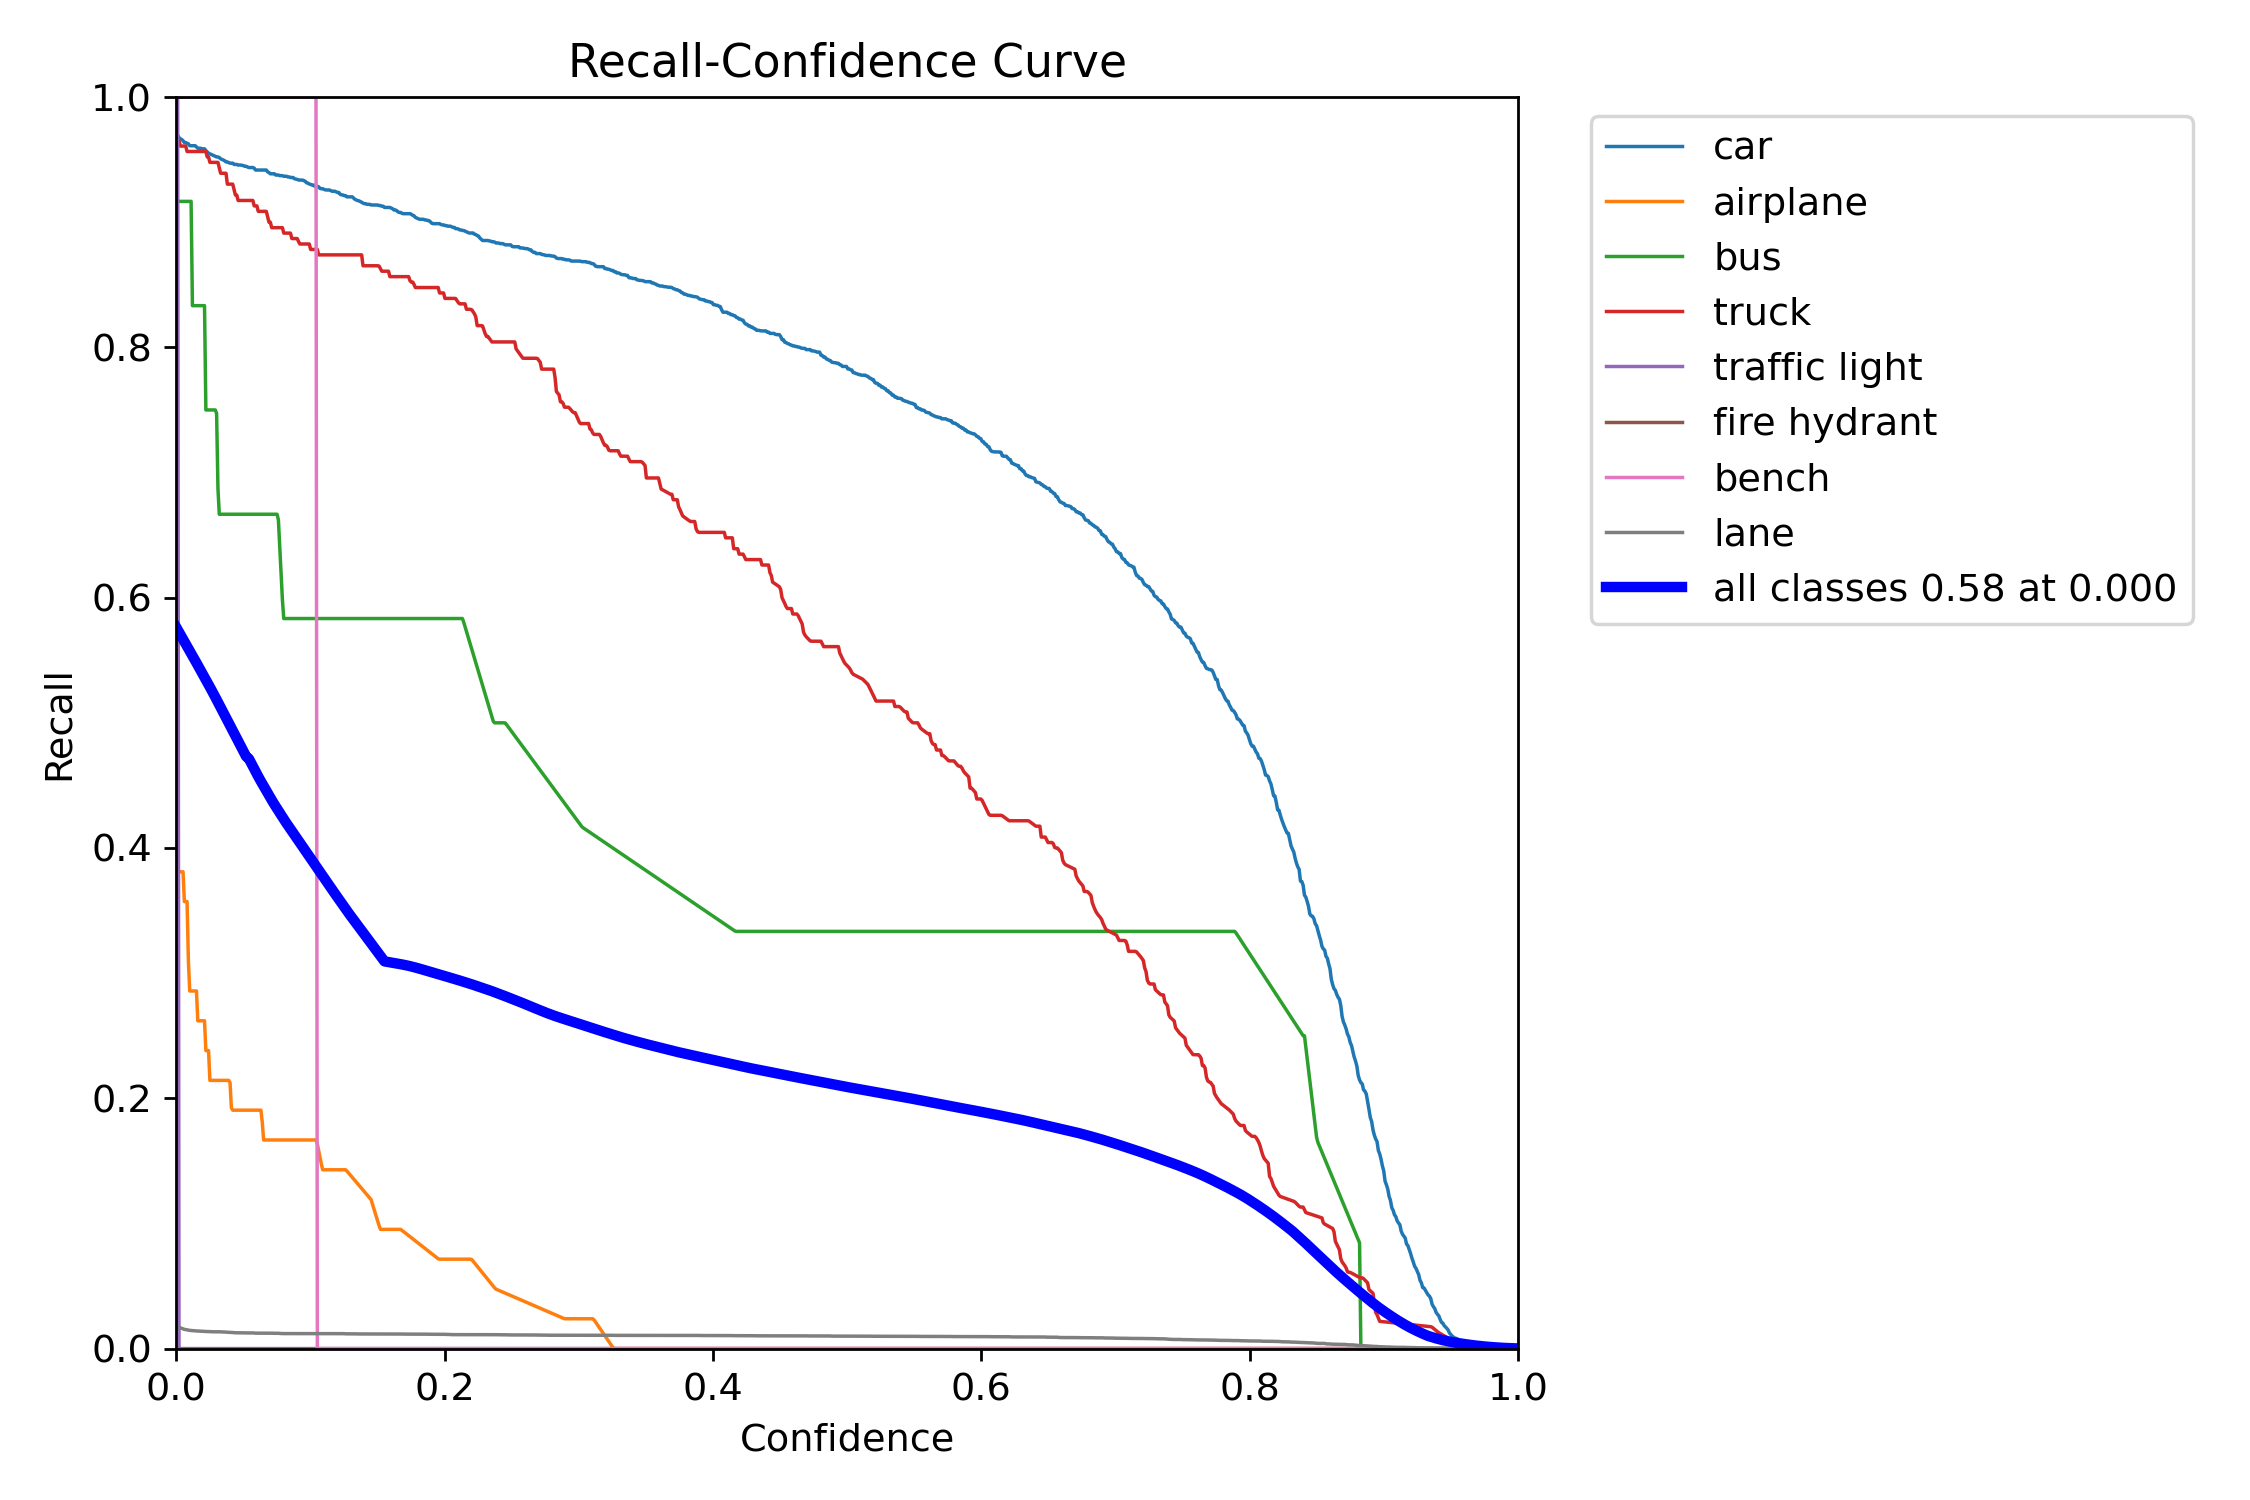 Recall-Confidence Curve
1.0
0.8
0.6
0.4
0.2
0.0
Recall
0.0 0.2 0.4 0.6 0.8 1.0
Confidence
car
airplane
bus
truck
traffic light
fire hydrant
bench
lane
all classes 0.58 at 0.000